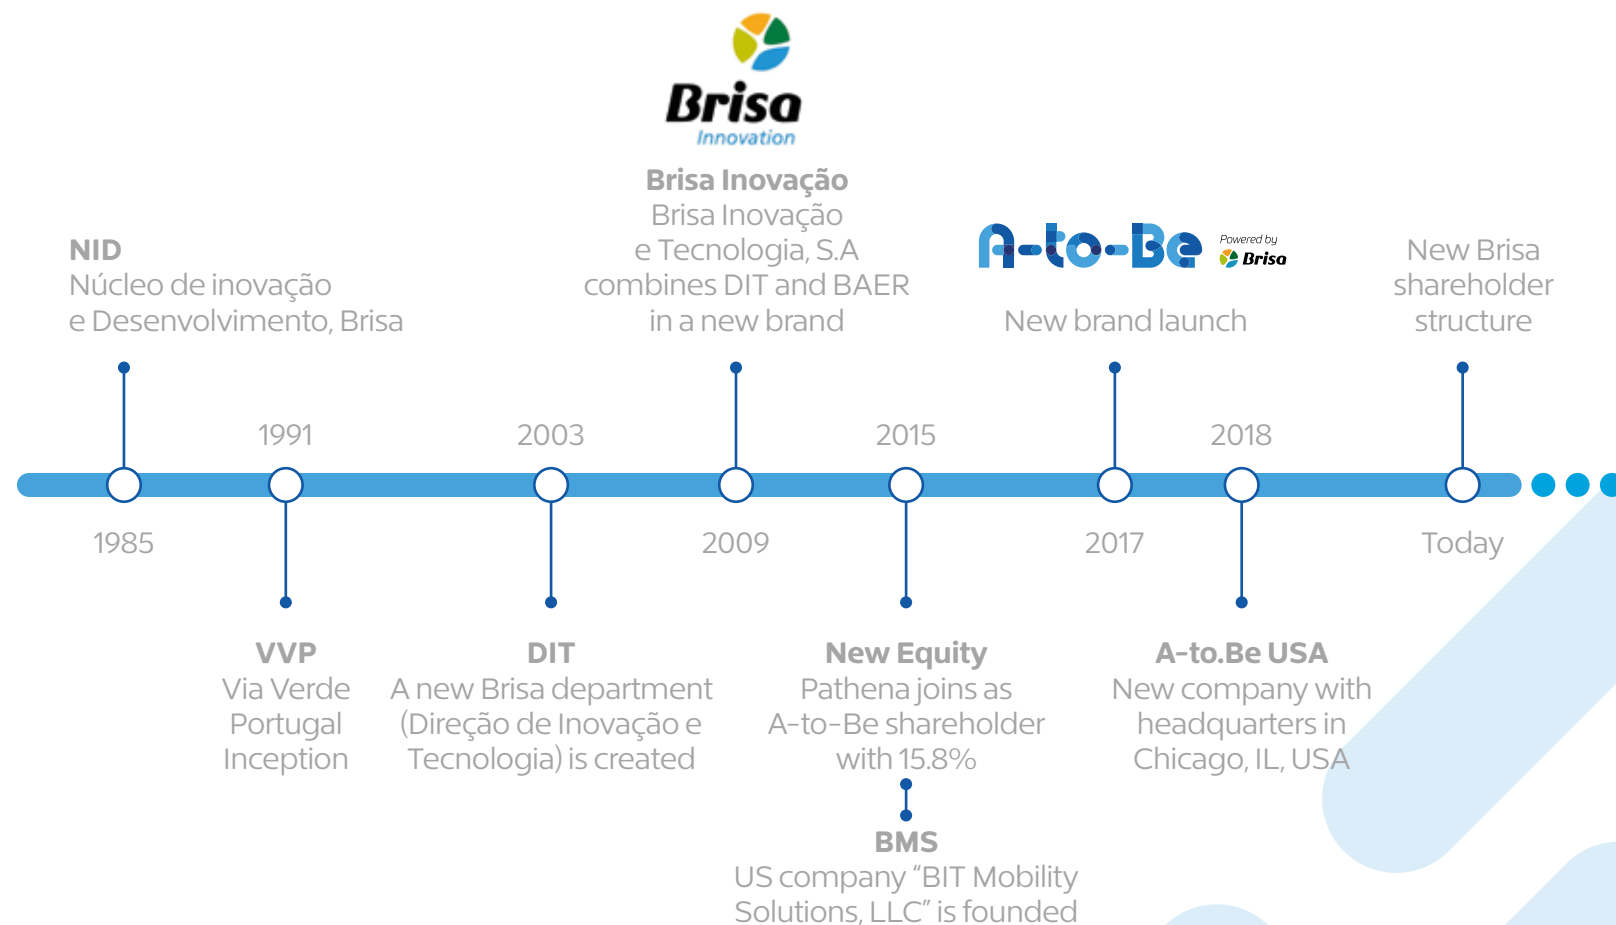 Brisa
Innovation
Brisa Inovação
Brisa Inovação
e Tecnologia, S.A
combines DIT and BAER
in a new brand
NID
Núcleo de inovação
e Desenvolvimento, Brisa
A-to-Be
Powered by
Brisa
New brand launch
New Brisa
shareholder
structure
1991
2003
2015
2018
1985
2009
2017
Today
VVP
Via Verde
Portugal
Inception
DIT
A new Brisa department
(Direção de Inovação e
Tecnologia) is created
New Equity
Pathena joins as
A-to-Be shareholder
with 15.8%
BMS
US company “BIT Mobility
Solutions, LLC” is founded
A-to.Be USA
New company with
headquarters in
Chicago, IL, USA